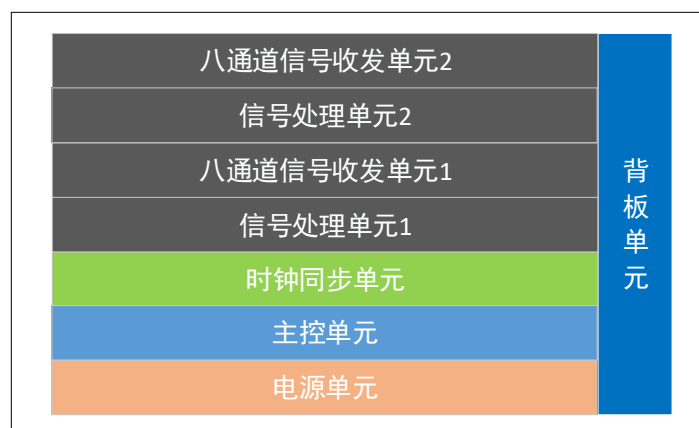 八通道信号收发单元2
信号处理单元2
八通道信号收发单元1
信号处理单元1
时钟同步单元
主控单元
电源单元
背板单元